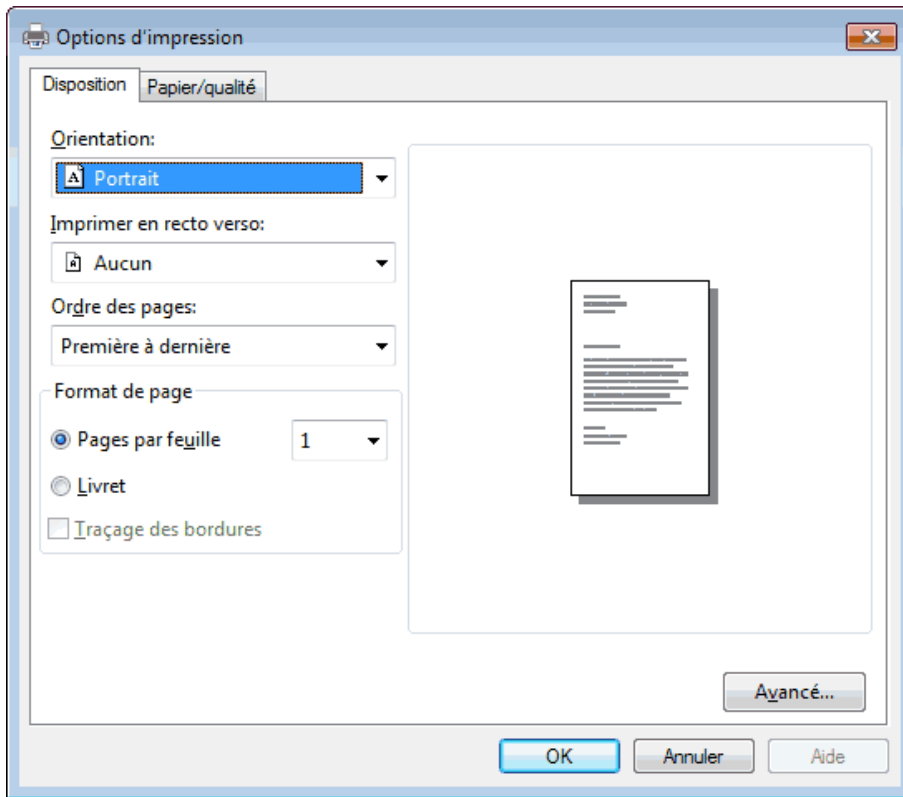 Options d'impression
Disposition
Papier/qualité
Orientation:
A Portrait
Imprimer en recto verso:
Aucun
Ordre des pages:
Première à dernière
Format de page
Pages par feuille 1
Livret
Traçage des bordures
Avancé...
OK Annuler Aide